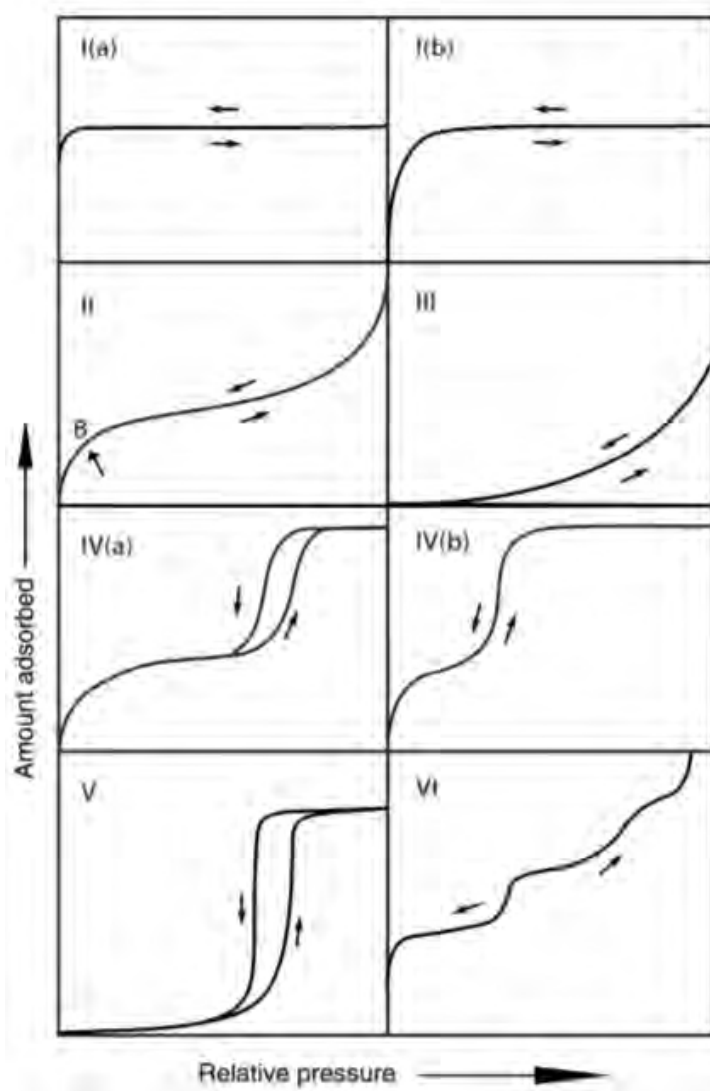 I(a)
I(b)
II
III
B
IV(a)
IV(b)
V
VI
Amount adsorbed
Relative pressure